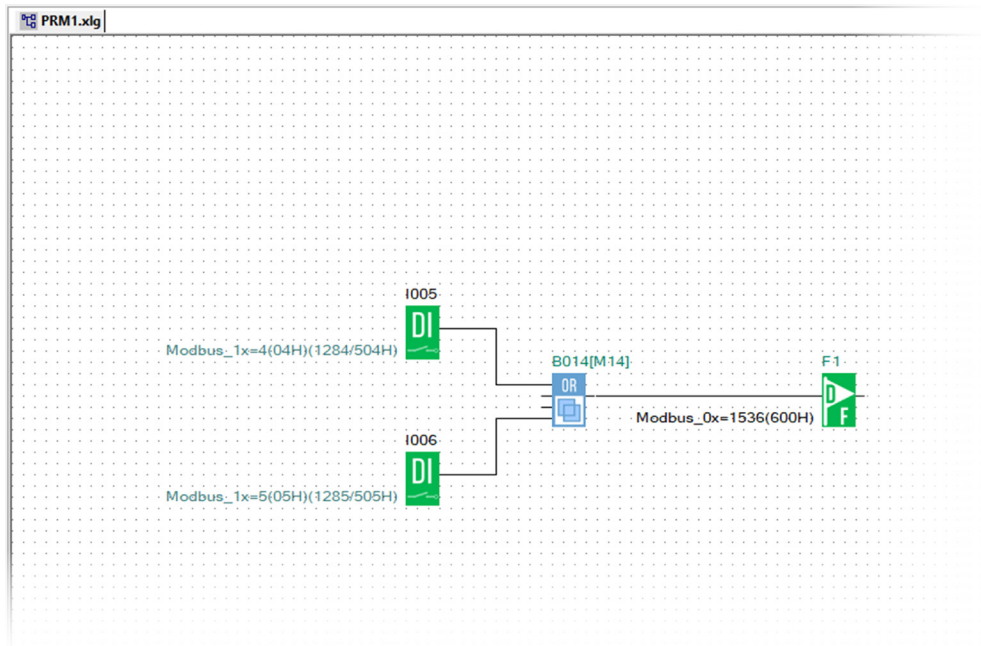 PRM1.xlg
I005
DI
Modbus_1x=4(04H)(1284/504H)
B014[M14]
F1
OR
D
F
Modbus_0x=1536(600H)
I006
DI
Modbus_1x=5(05H)(1285/505H)